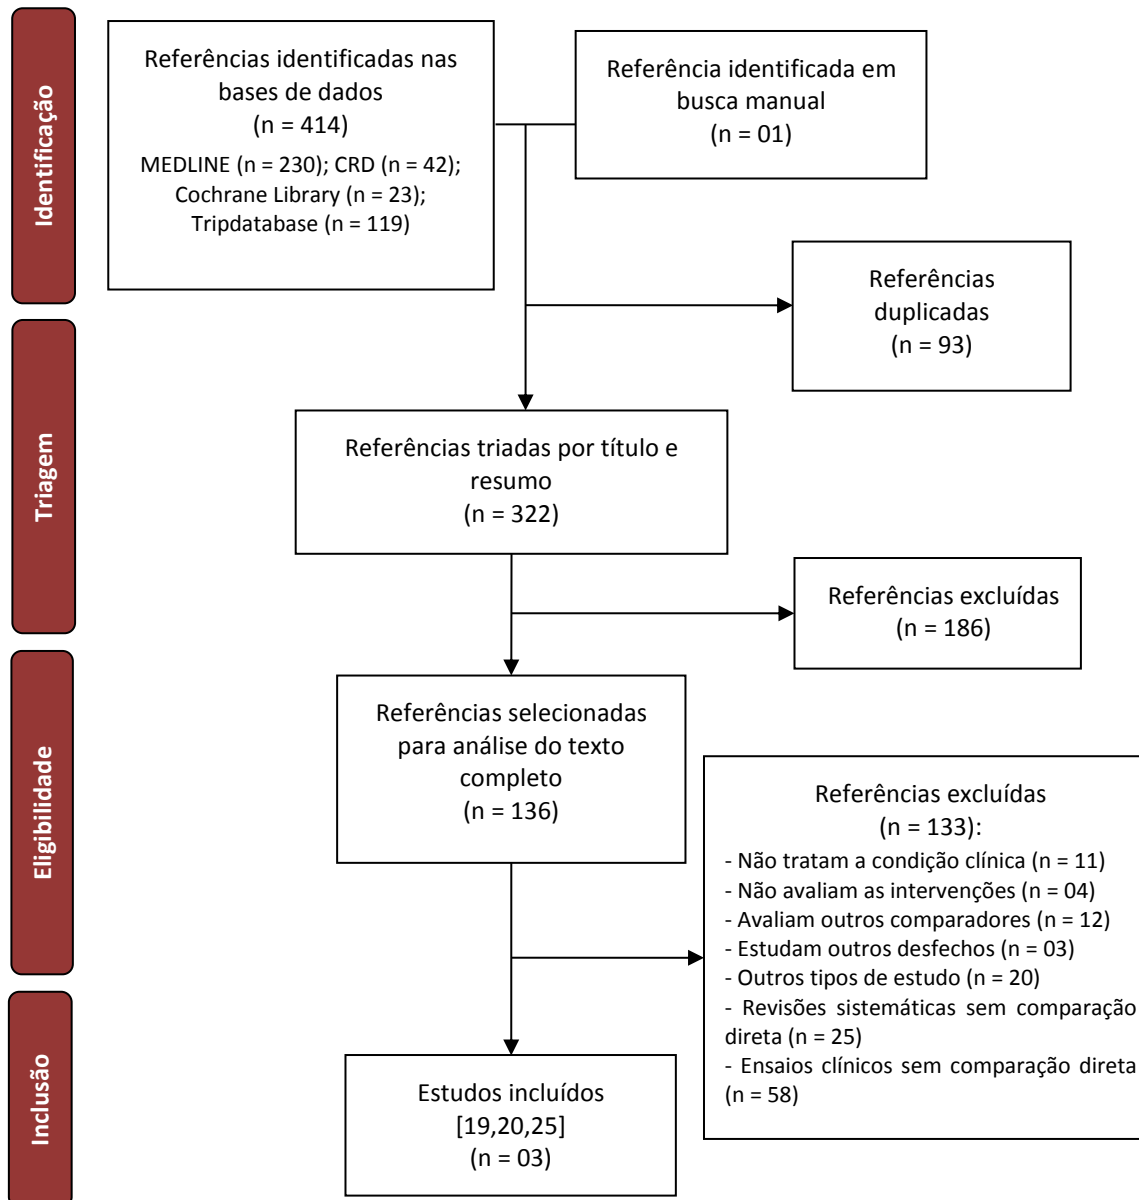 Identificação
Referências identificadas nas
bases de dados
(n = 414)
MEDLINE (n = 230); CRD (n = 42);
Cochrane Library (n = 23);
Tripdatabase (n = 119)
Referência identificada em
busca manual
(n = 01)
Referências
duplicadas
(n = 93)
Triagem
Referências triadas por título e
resumo
(n = 322)
Referências excluídas
(n = 186)
Eligibilidade
Referências selecionadas
para análise do texto
completo
(n = 136)
Referências excluídas
(n = 133):
- Não tratam a condição clínica (n = 11)
- Não avaliam as intervenções (n = 04)
- Avaliam outros comparadores (n = 12)
- Estudam outros desfechos (n = 03)
- Outros tipos de estudo (n = 20)
- Revisões sistemáticas sem comparação
direta (n = 25)
- Ensaios clínicos sem comparação direta
(n = 58)
Inclusão
Estudos incluídos
[19,20,25]
(n = 03)